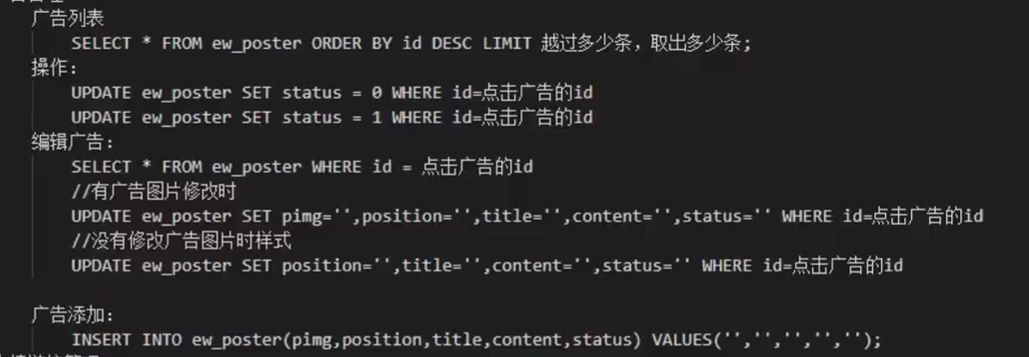 广告列表
SELECT * FROM ew_poster ORDER BY id DESC LIMIT 越过多少条，取出多少条;
操作:
UPDATE ew_poster SET status = 0 WHERE id=点击广告的id
UPDATE ew_poster SET status = 1 WHERE id=点击广告的id
编辑广告:
SELECT * FROM ew_poster WHERE id = 点击广告的id
//有广告图片修改时
UPDATE ew_poster SET pimg='',position='',title='',content='',status='' WHERE id=点击广告的id
//没有修改广告图片时样式
UPDATE ew_poster SET position='',title='',content='',status='' WHERE id=点击广告的id
广告添加:
INSERT INTO ew_poster(pimg,position,title,content,status) VALUES('','','','','');